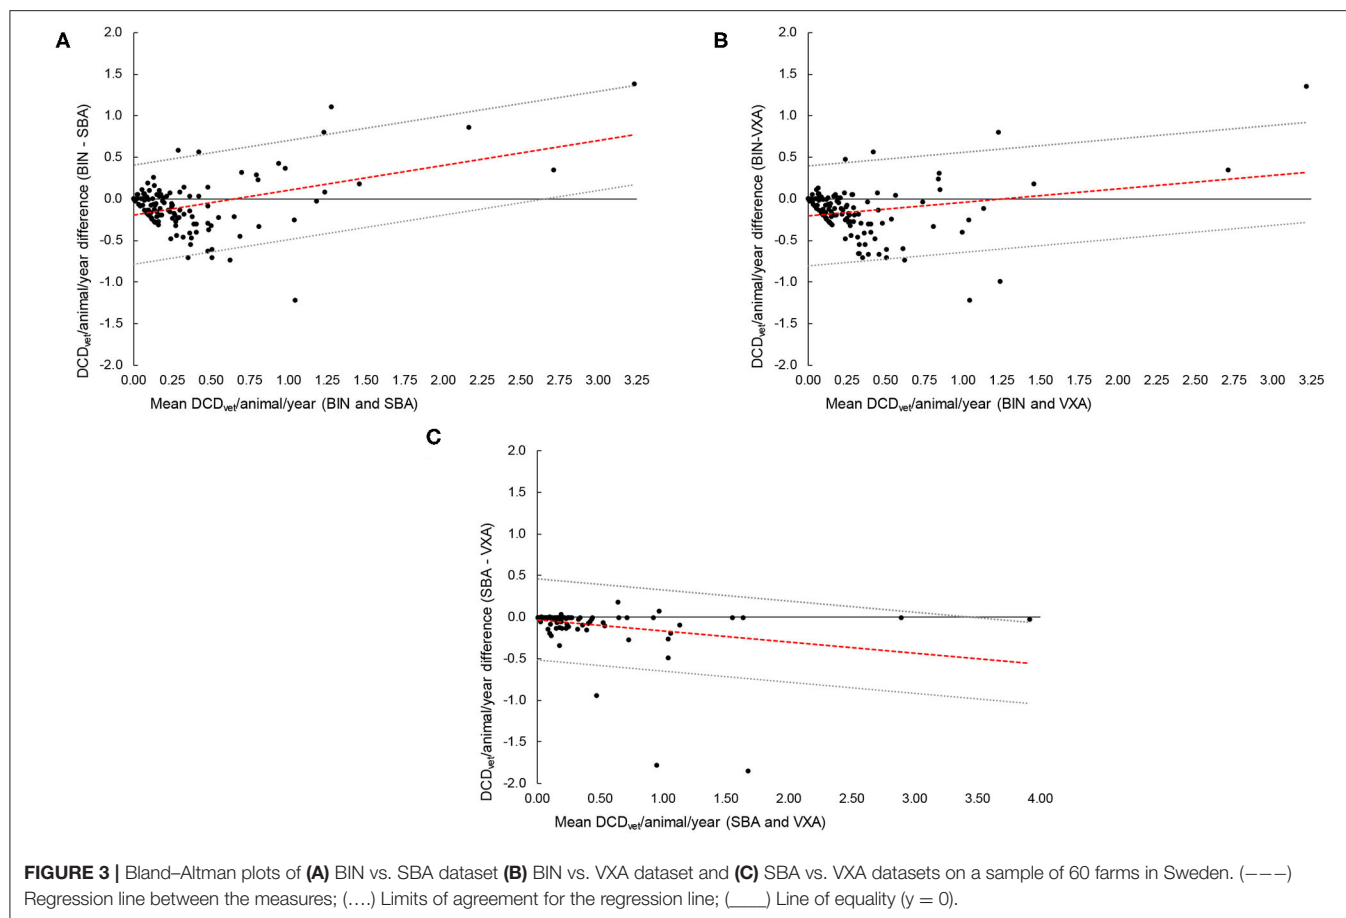 A
2.0
1.5
1.0
0.5
0.0
-0.5
-1.0
-1.5
-2.0
DCDvet/animal/year difference (BIN - SBA)
0.00 0.25 0.50 0.75 1.00 1.25 1.50 1.75 2.00 2.25 2.50 2.75 3.00 3.25
Mean DCDvet/animal/year (BIN and SBA)
B
2.0
1.5
1.0
0.5
0.0
-0.5
-1.0
-1.5
-2.0
DCDvet/animal/year difference (BIN-VXA)
0.00 0.25 0.50 0.75 1.00 1.25 1.50 1.75 2.00 2.25 2.50 2.75 3.00 3.25
Mean DCDvet/animal/year (BIN and VXA)
C
2.0
1.5
1.0
0.5
0.0
-0.5
-1.0
-1.5
-2.0
DCDvet/animal/year difference (SBA - VXA)
0.00 0.50 1.00 1.50 2.00 2.50 3.00 3.50 4.00
Mean DCDvet/animal/year (SBA and VXA)
FIGURE 3 | Bland–Altman plots of (A) BIN vs. SBA dataset (B) BIN vs. VXA dataset and (C) SBA vs. VXA datasets on a sample of 60 farms in Sweden. (–––)
Regression line between the measures; (....) Limits of agreement for the regression line; (____) Line of equality (y = 0).